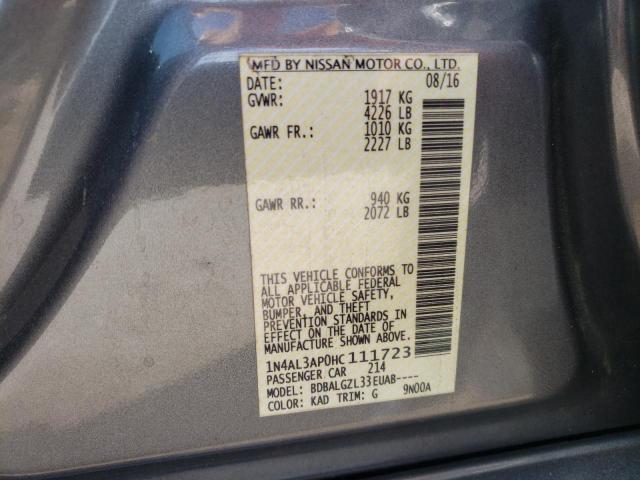 MFD BY NISSAN MOTOR CO., LTD.
DATE: 08/16
GVWR: 1917 KG
4226 LB
GAWR FR.: 1010 KG
2227 LB
GAWR RR.: 940 KG
2072 LB
THIS VEHICLE CONFORMS TO
ALL APPLICABLE FEDERAL
MOTOR VEHICLE SAFETY,
BUMPER, AND THEFT
PREVENTION STANDARDS IN
EFFECT ON THE DATE OF
MANUFACTURE SHOWN ABOVE.
1N4AL3AP0HC111723
PASSENGER CAR 214
MODEL: BDBALGZL33EUAB----
COLOR: KAD TRIM: G 9N00A